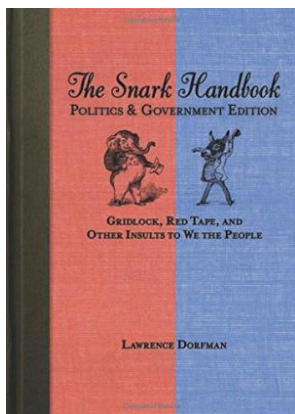 The Snark Handbook
POLITICS & GOVERNMENT EDITION
GRIDLOCK, RED TAPE, AND
OTHER INSULTS TO WE THE PEOPLE
LAWRENCE DORFMAN